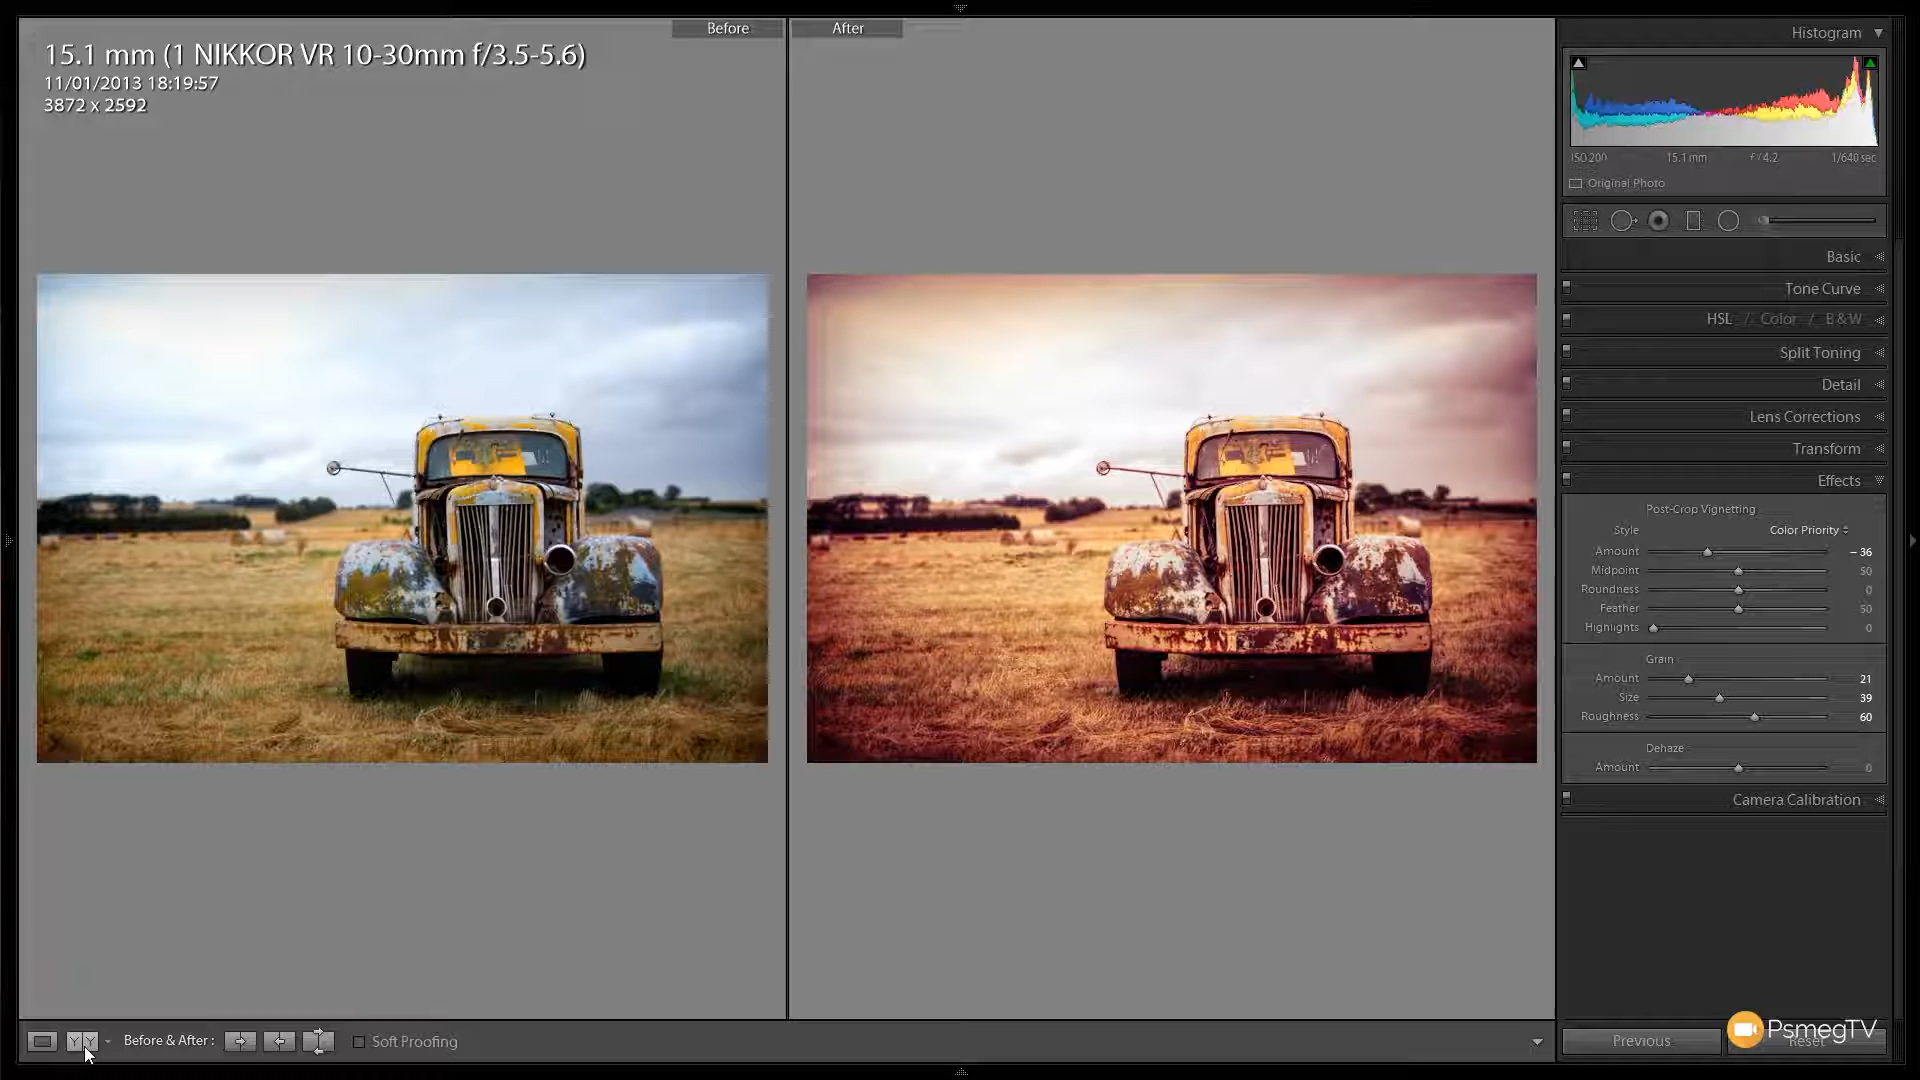 Before
After
15.1 mm (1 NIKKOR VR 10-30mm f/3.5-5.6)
11/01/2013 18:19:57
3872 x 2592
Histogram
ISO 200 15.1 mm f / 4.2 1/640 sec
Original Photo
Basic
Tone Curve
HSL / Color / B & W
Split Toning
Detail
Lens Corrections
Transform
Effects
Post-Crop Vignetting
Style Color Priority
Amount – 36
Midpoint 50
Roundness 0
Feather 50
Highlights 0
Grain
Amount 21
Size 39
Roughness 60
Dehaze
Amount 0
Camera Calibration
Y Y Before & After : Soft Proofing
Previous
Reset
PsmegTV